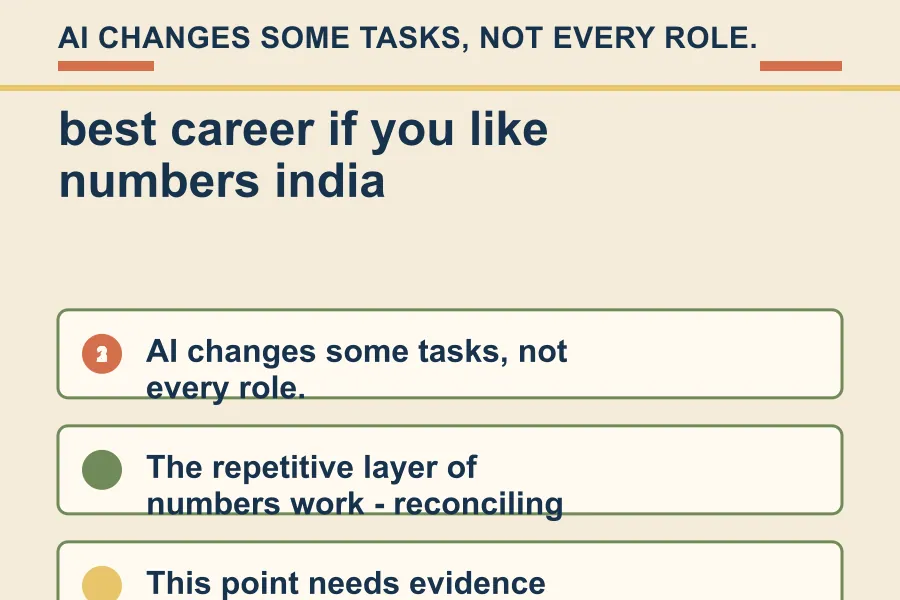 AI CHANGES SOME TASKS, NOT EVERY ROLE.
best career if you like
numbers india
AI changes some tasks, not
every role.
The repetitive layer of
numbers work - reconciling
This point needs evidence